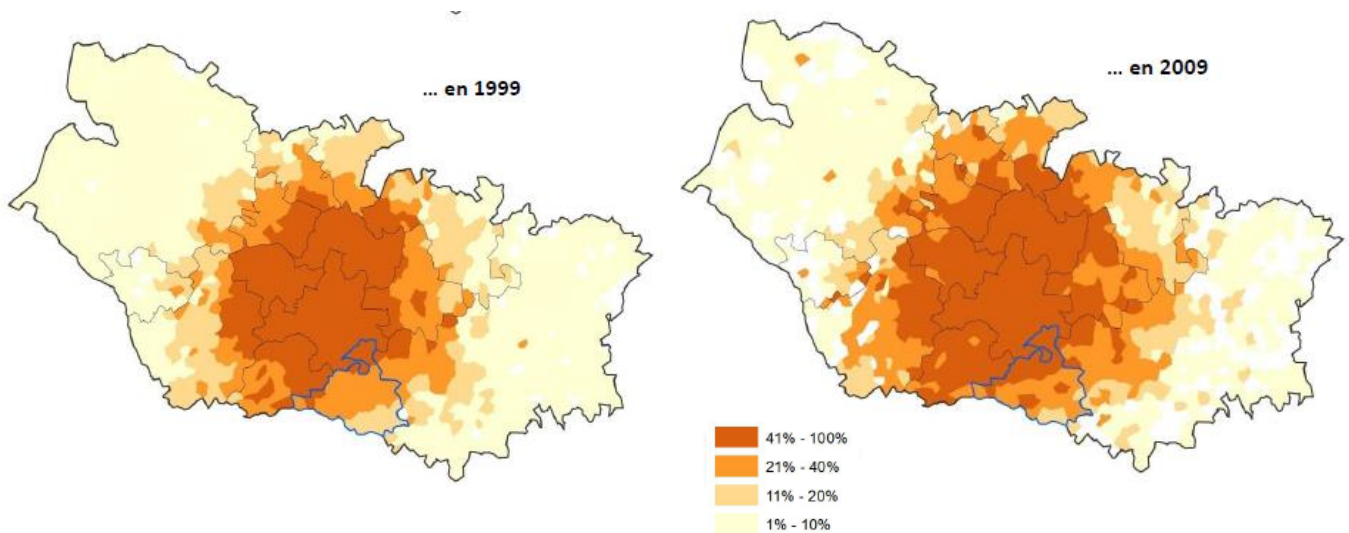 ... en 1999
... en 2009
41% - 100%
21% - 40%
11% - 20%
1% - 10%